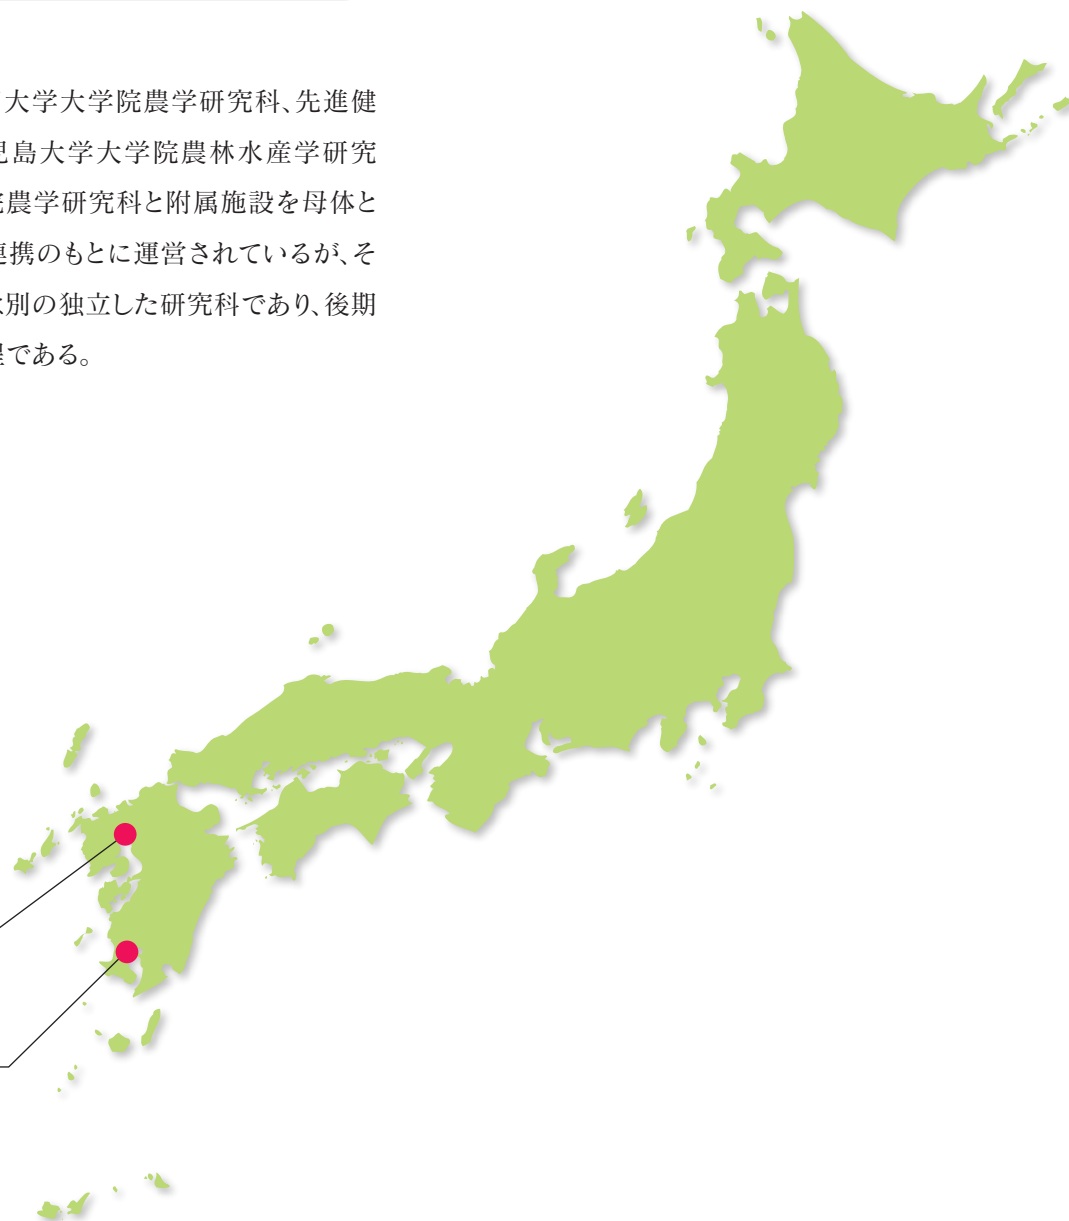 大学大学院農学研究科、先進健
児島大学大学院農林水産学研究
院農学研究科と附属施設を母体と
連携のもとに運営されているが、そ
は別の独立した研究科であり、後期
程である。